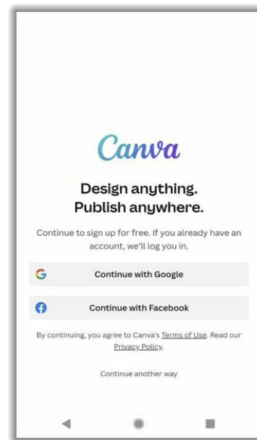 Canva
Design anything.
Publish anywhere.
Continue to sign up for free. If you already have an
account, we'll log you in.
Continue with Google
Continue with Facebook
By continuing, you agree to Canva's Terms of Use. Read our
Privacy Policy.
Continue another way